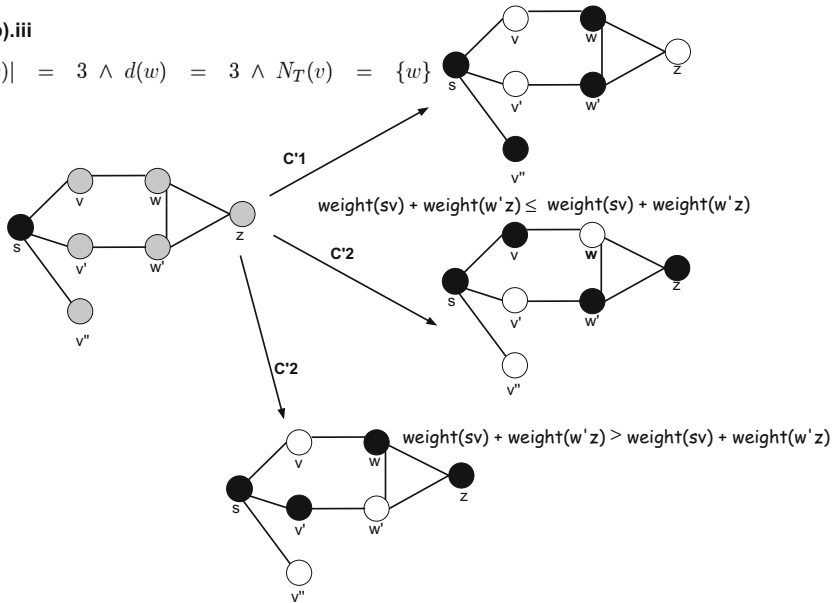 ).iii
)| = 3 ∧ d(w) = 3 ∧ N_T(v) = {w}
v
w
z
s
v'
w'
v''
C'1
weight(sv) + weight(w'z) ≤ weight(sv) + weight(w'z)
v
w
z
s
v'
w'
v''
C'2
v
w
z
s
v'
w'
v''
C'2
weight(sv) + weight(w'z) > weight(sv) + weight(w'z)
v
w
z
s
v'
w'
v''